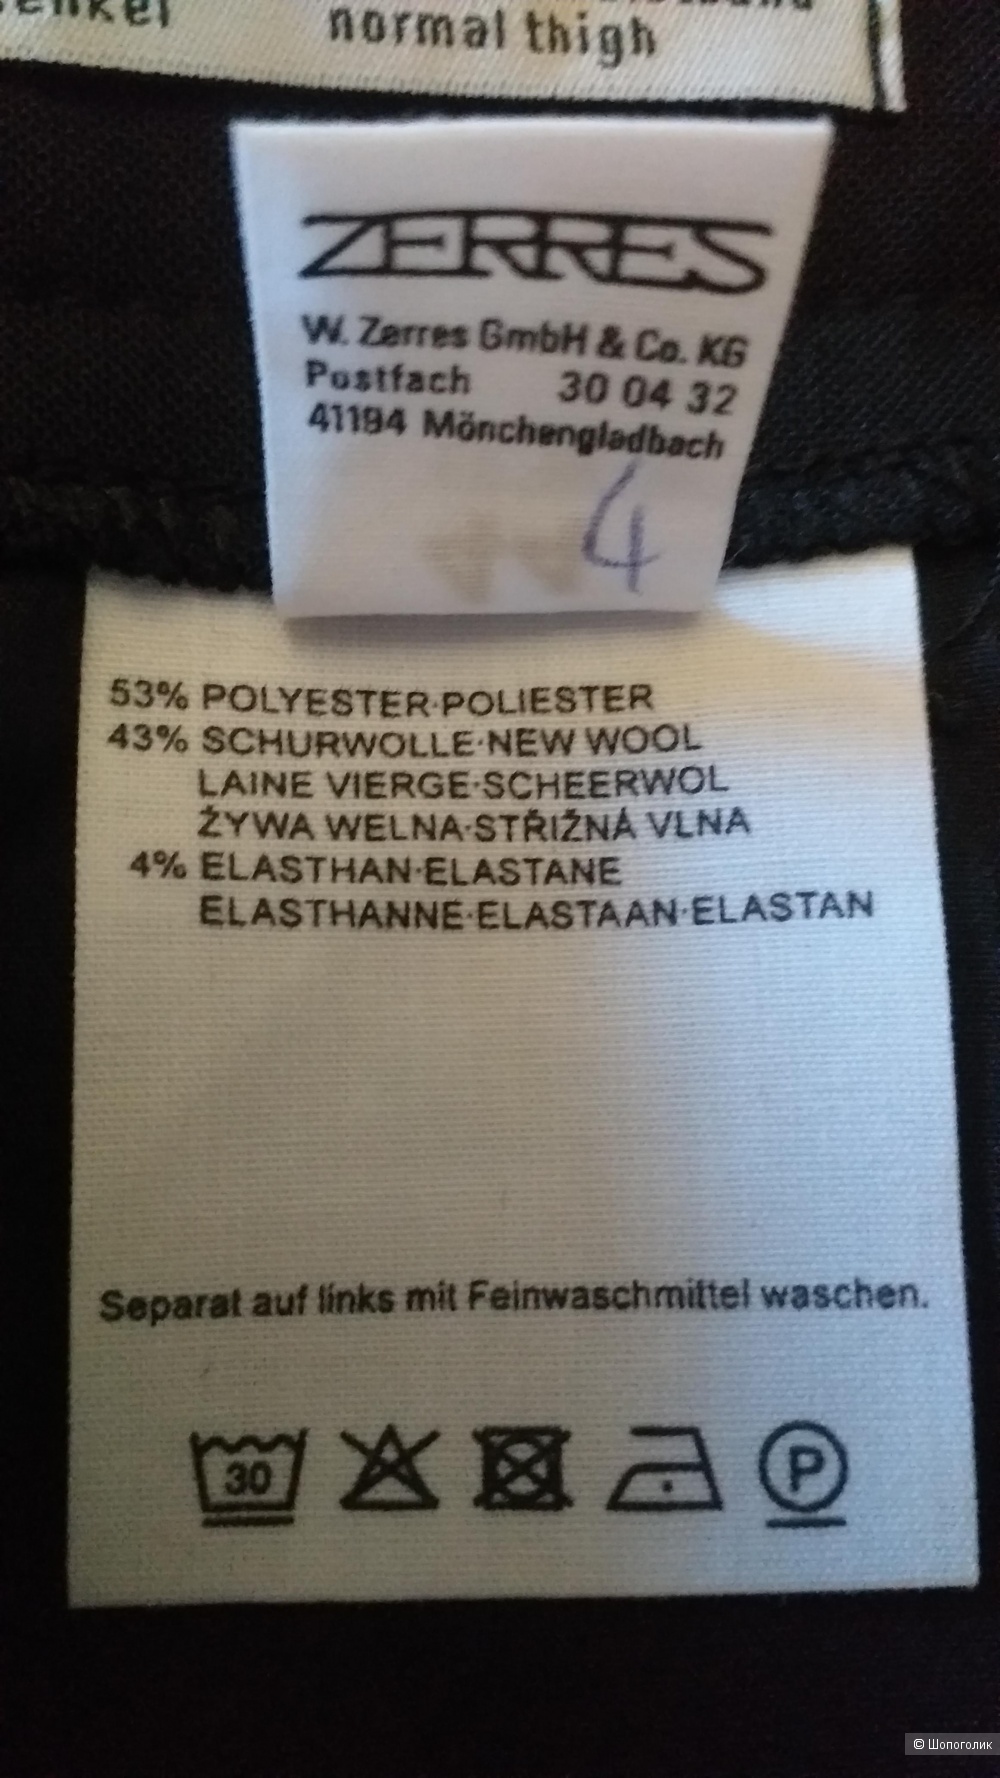 normal thigh
ZERRES
W. Zerres GmbH & Co. KG
Postfach 30 04 32
41194 Mönchengladbach
4
53% POLYESTER·POLIESTER
43% SCHURWOLLE·NEW WOOL
LAINE VIERGE·SCHEERWOL
ŻYWA WELNA·STŘIŽNÁ VLNA
4% ELASTHAN·ELASTANE
ELASTHANNE·ELASTAAN·ELASTAN
Separat auf links mit Feinwaschmittel waschen.
30
P
© Шопоголик